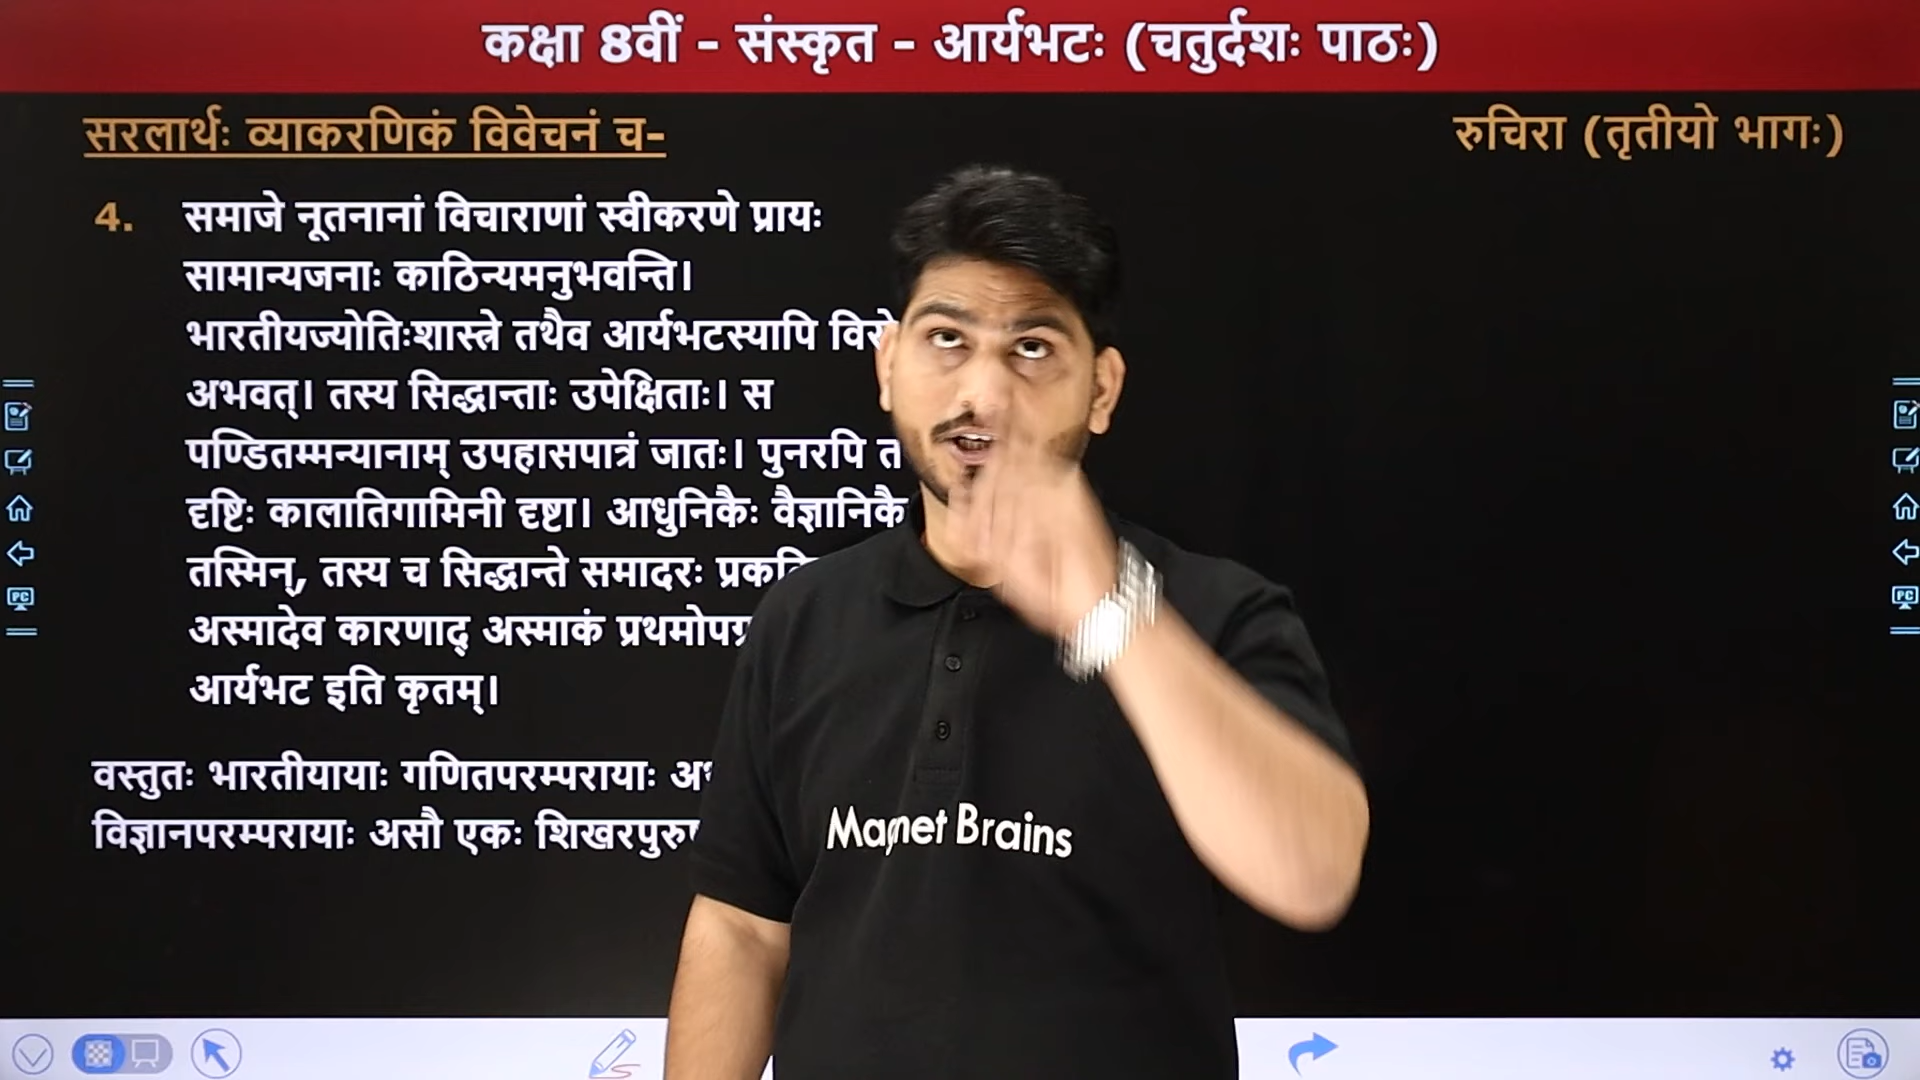 कक्षा 8वीं - संस्कृत - आर्यभटः (चतुर्दशः पाठः)
सरलार्थः व्याकरणिकं विवेचनं च-
रुचिरा (तृतीयो भागः)
4. समाजे नूतनानां विचाराणां स्वीकरणे प्रायः
सामान्यजनाः काठिन्यमनुभवन्ति।
भारतीयज्योतिःशास्त्रे तथैव आर्यभटस्यापि
अभवत्। तस्य सिद्धान्ताः उपेक्षिताः। स
पण्डितम्मन्यानाम् उपहासपात्रं जातः। पुनरपि
दृष्टिः कालातिगामिनी दृष्टा। आधुनिकैः
तस्मिन्, तस्य च सिद्धान्ते समादरः
अस्मादेव कारणाद् अस्माकं
आर्यभट इति कृतम्।
वस्तुतः भारतीयायाः गणितपरम्परायाः
विज्ञानपरम्परायाः असौ एकः
Magnet Brains
PC
PC